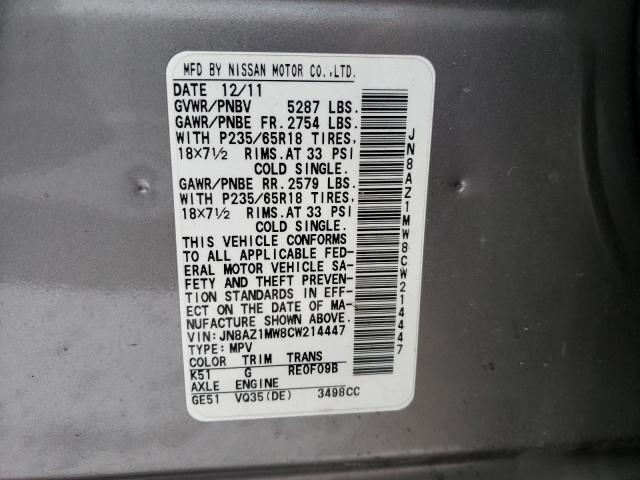 MFD BY NISSAN MOTOR CO.,LTD.
DATE 12/11
GVWR/PNBV 5287 LBS.
GAWR/PNBE FR. 2754 LBS.
WITH P235/65R18 TIRES,
18×7½ RIMS. AT 33 PSI
COLD SINGLE.
GAWR/PNBE RR. 2579 LBS.
WITH P235/65R18 TIRES,
18×7½ RIMS. AT 33 PSI
COLD SINGLE.
THIS VEHICLE CONFORMS
TO ALL APPLICABLE FED-
ERAL MOTOR VEHICLE SA-
FETY AND THEFT PREVEN-
TION STANDARDS IN EFF-
ECT ON THE DATE OF MA-
NUFACTURE SHOWN ABOVE.
VIN: JN8AZ1MW8CW214447
TYPE: MPV
COLOR TRIM TRANS
K51 G RE0F09B
AXLE ENGINE
GE51 VQ35(DE) 3498CC
JN8AZ1MW8CW214447